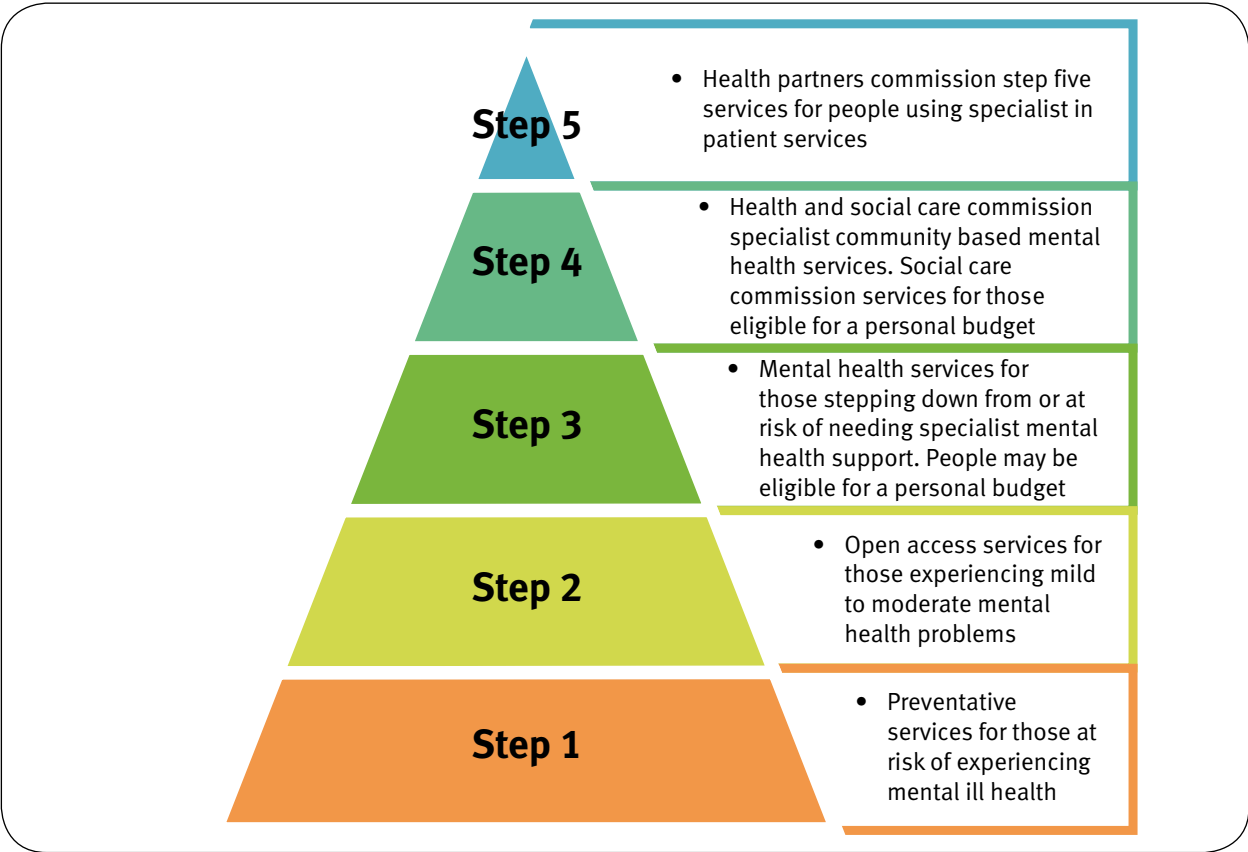 Step 5
• Health partners commission step five
services for people using specialist in
patient services
Step 4
• Health and social care commission
specialist community based mental
health services. Social care
commission services for those
eligible for a personal budget
Step 3
• Mental health services for
those stepping down from or at
risk of needing specialist mental
health support. People may be
eligible for a personal budget
Step 2
• Open access services for
those experiencing mild
to moderate mental
health problems
Step 1
• Preventative
services for those at
risk of experiencing
mental ill health